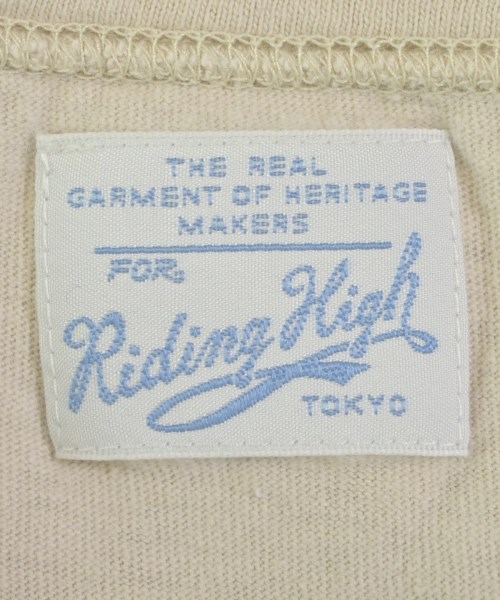 THE REAL
GARMENT OF HERITAGE
MAKERS
FOR.
Riding High
TOKYO